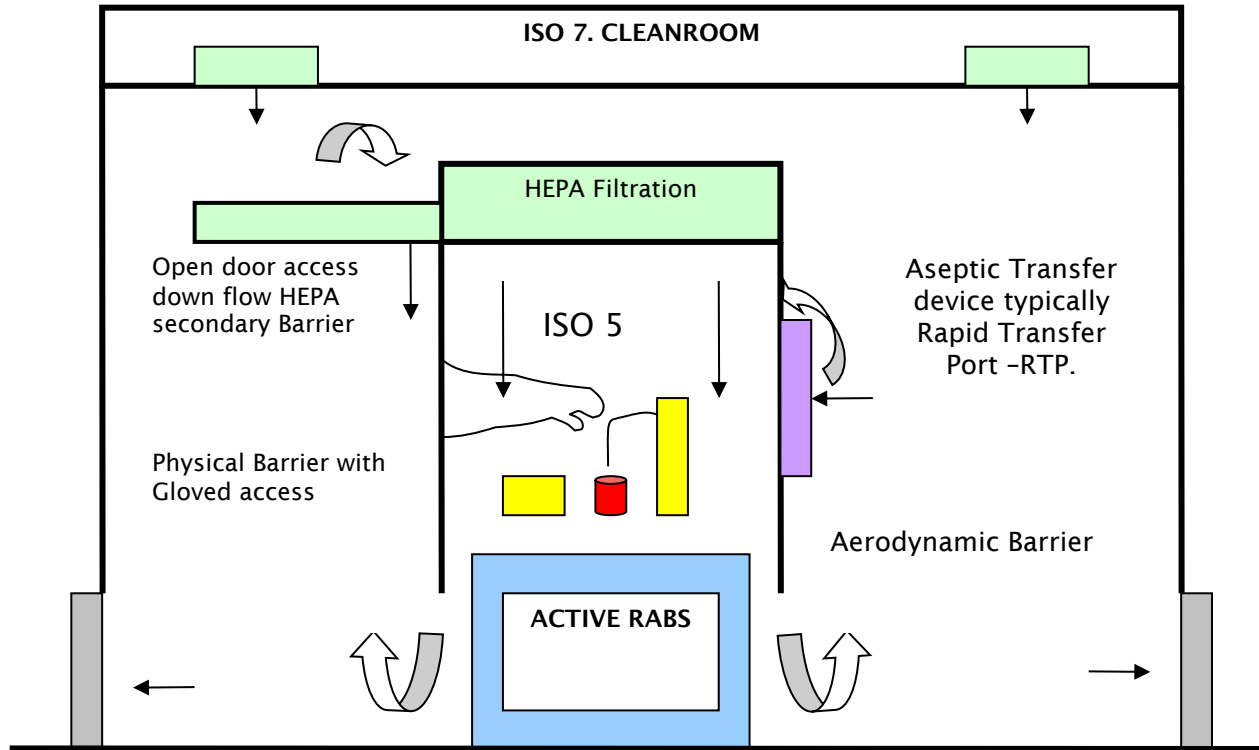 ISO 7. CLEANROOM
HEPA Filtration
Open door access
down flow HEPA
secondary Barrier
ISO 5
Aseptic Transfer
device typically
Rapid Transfer
Port –RTP.
Physical Barrier with
Gloved access
Aerodynamic Barrier
ACTIVE RABS